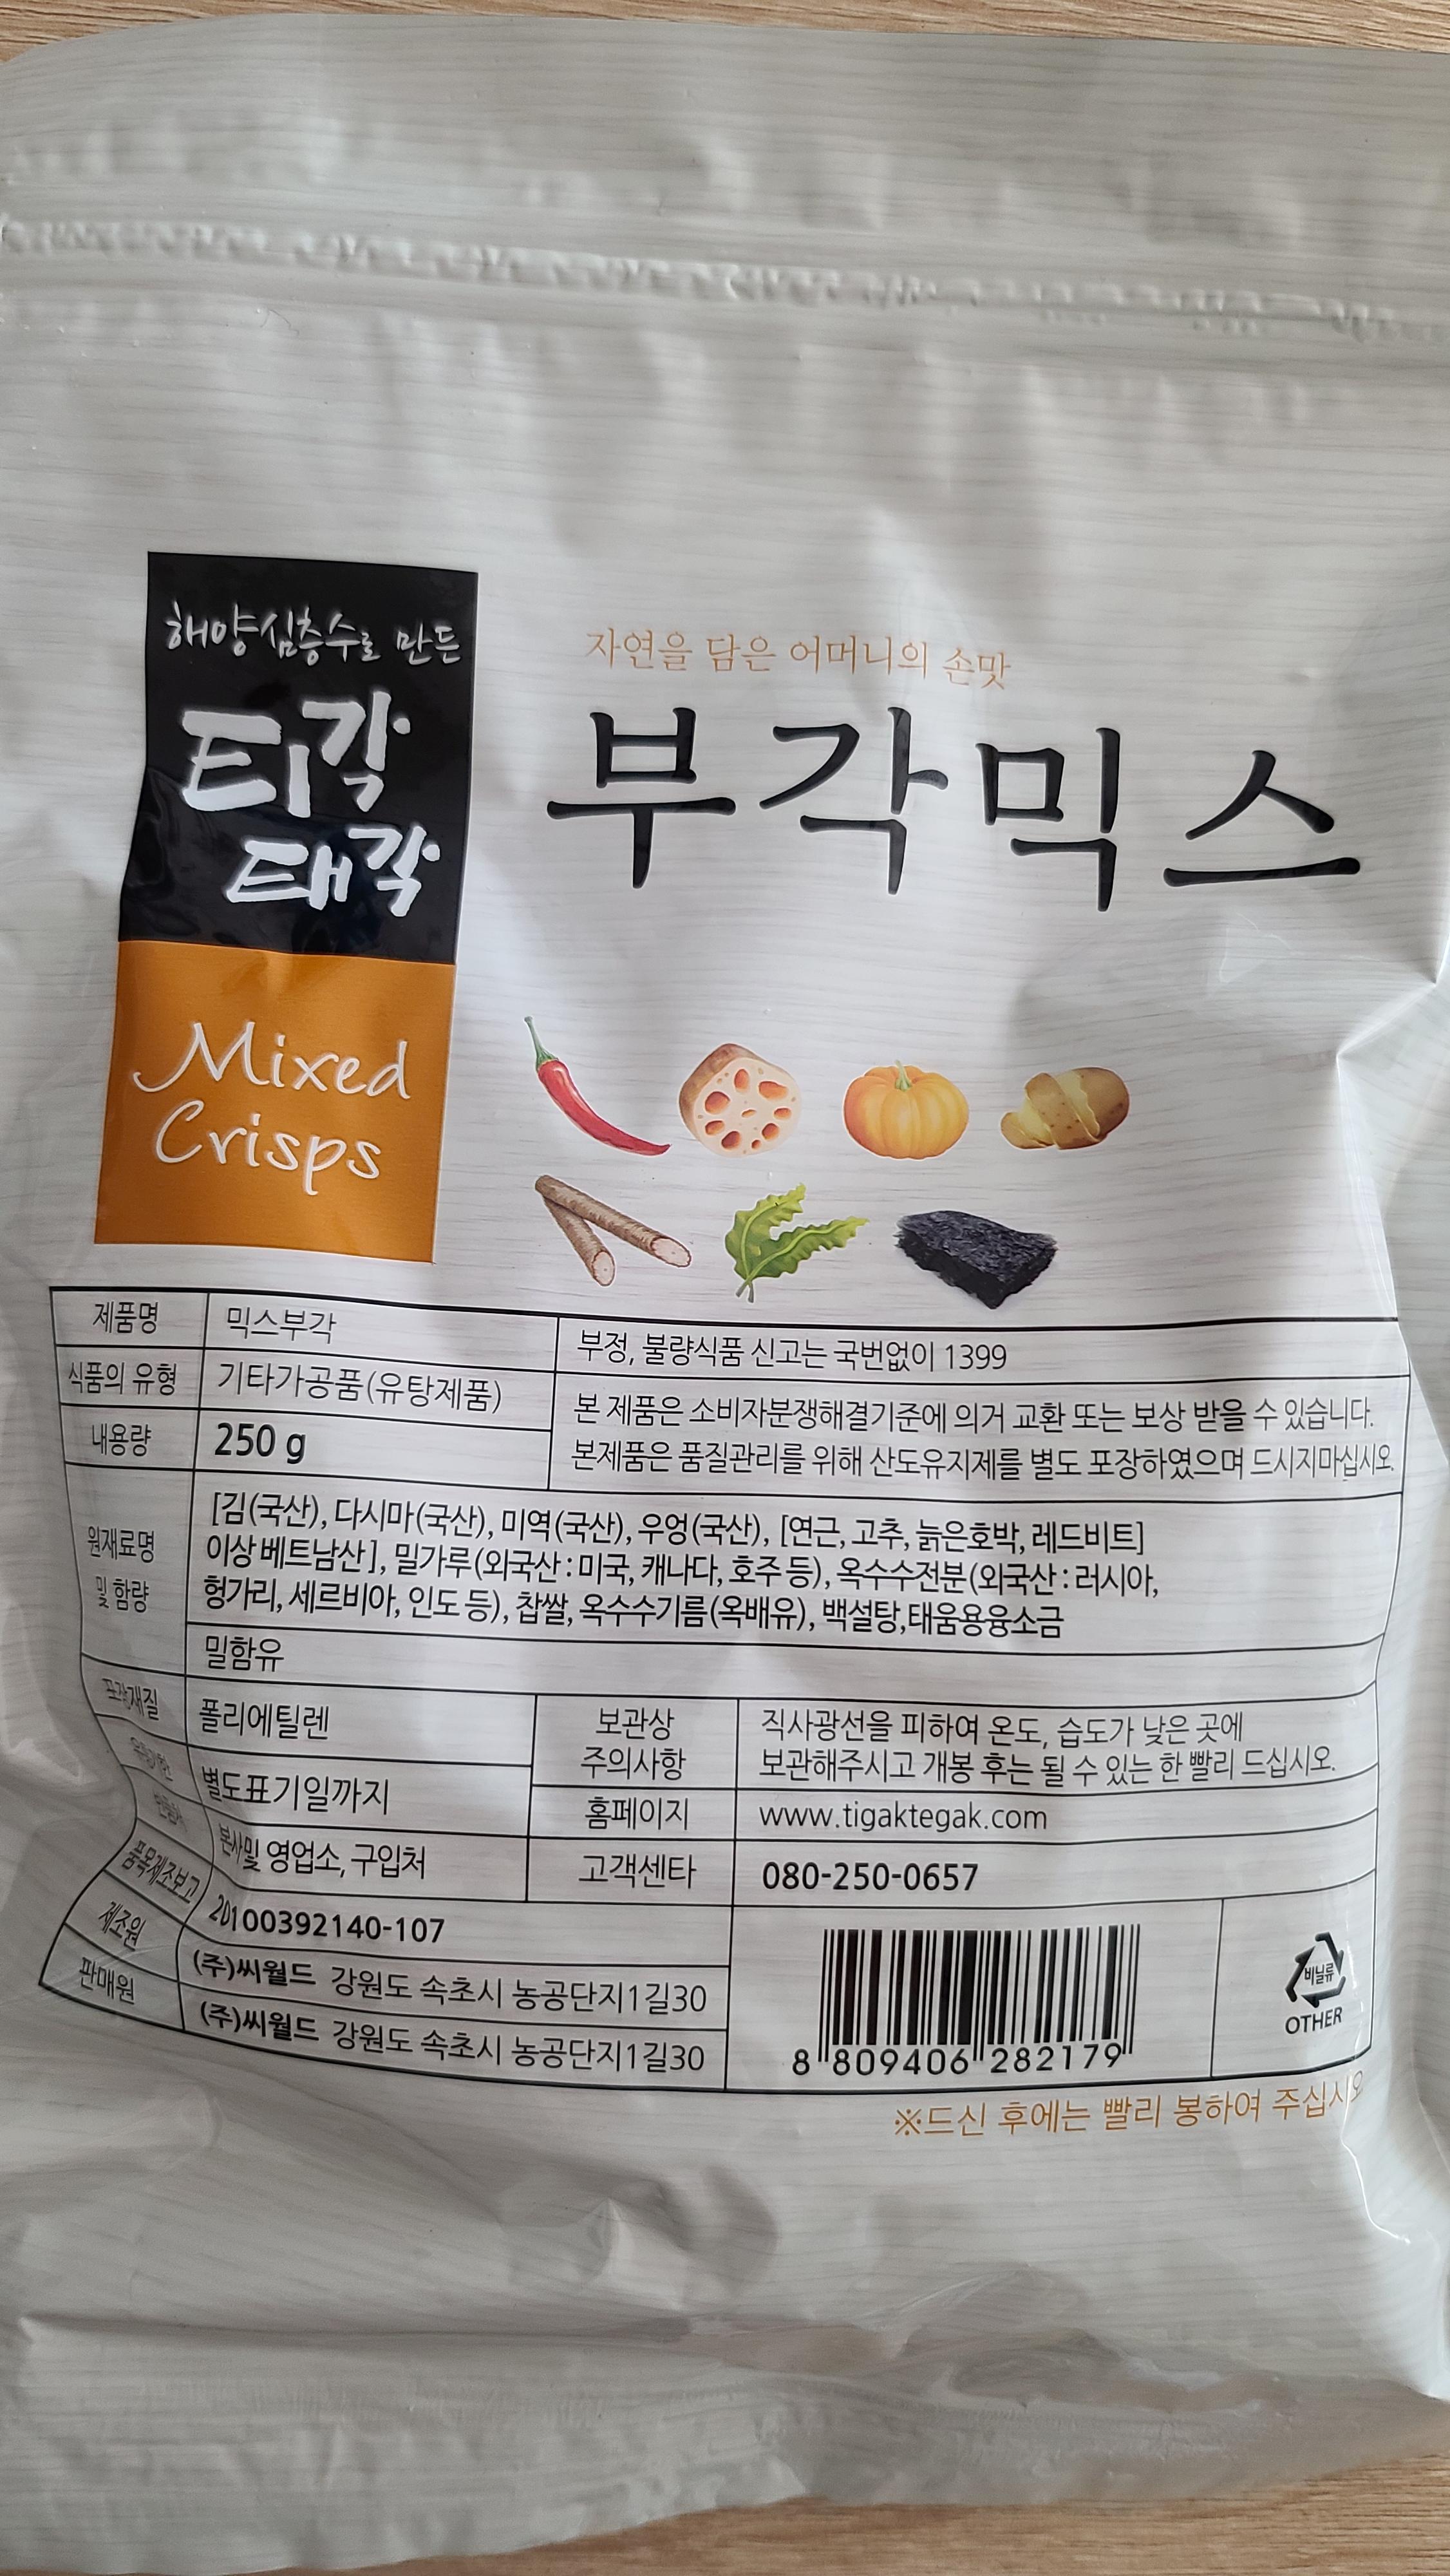 해양심층수로 만든
티각
태각
Mixed
Crisps
자연을 담은 어머니의 손맛
부각믹스
제품명 믹스부각
부정, 불량식품 신고는 국번없이 1399
식품의 유형 기타가공품(유탕제품)
본 제품은 소비자분쟁해결기준에 의거 교환 또는 보상 받을 수 있습니다.
내용량 250 g
본제품은 품질관리를 위해 산도유지제를 별도 포장하였으며 드시지마십시오.
원재료명
및 함량
[김(국산), 다시마(국산), 미역(국산), 우엉(국산), [연근, 고추, 늙은호박, 레드비트]
이상 베트남산], 밀가루(외국산:미국, 캐나다, 호주 등), 옥수수전분(외국산:러시아,
헝가리, 세르비아, 인도 등), 찹쌀, 옥수수기름(옥배유), 백설탕,태움용융소금
밀함유
포장재질 폴리에틸렌
보관상
주의사항
직사광선을 피하여 온도, 습도가 낮은 곳에
보관해주시고 개봉 후는 될 수 있는 한 빨리 드십시오.
별도표기일까지
홈페이지 www.tigaktegak.com
본사및 영업소, 구입처
고객센타 080-250-0657
품목제조보고 20100392140-107
제조원 (주)씨월드 강원도 속초시 농공단지1길30
판매원 (주)씨월드 강원도 속초시 농공단지1길30
8 809406 282179
비닐류
OTHER
※드신 후에는 빨리 봉하여 주십시오